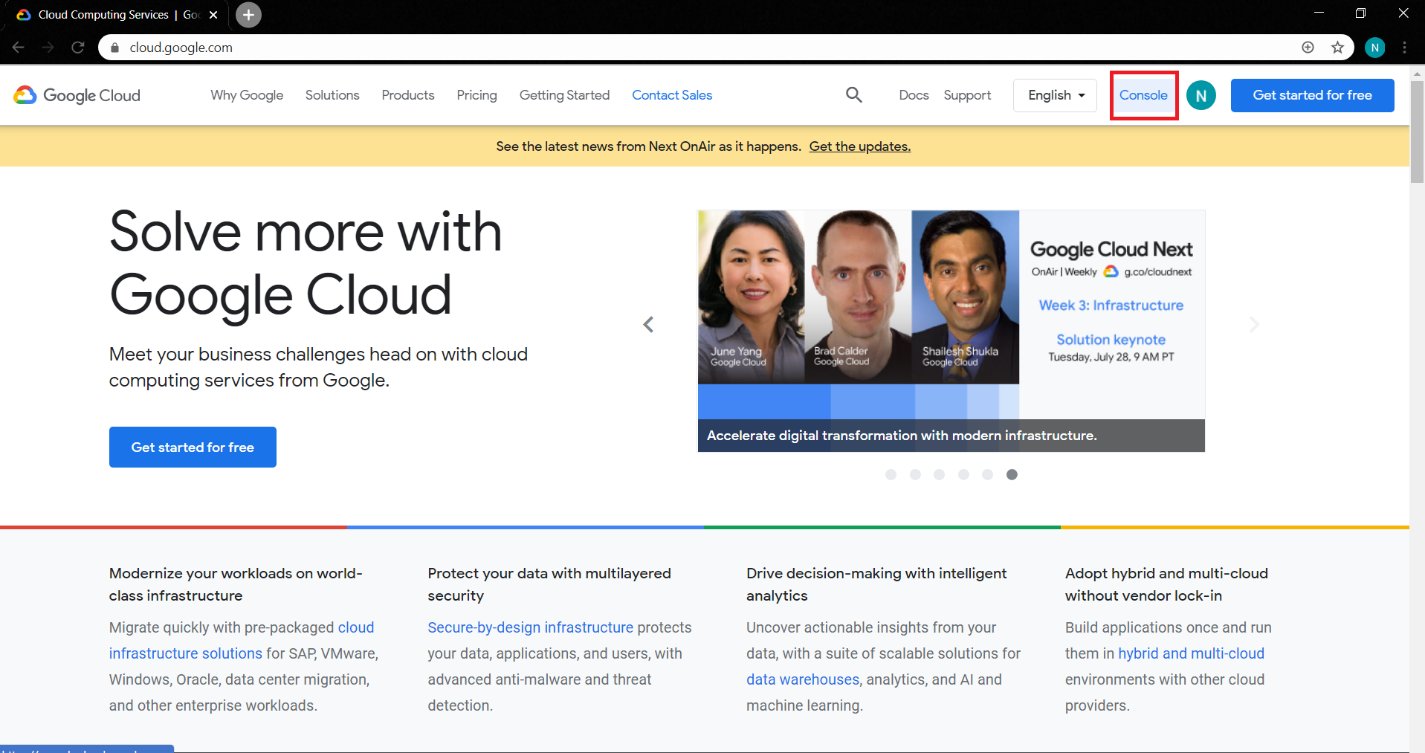 Cloud Computing Services | Go
cloud.google.com
N
Google Cloud
Why Google
Solutions
Products
Pricing
Getting Started
Contact Sales
Docs
Support
English
Console
N
Get started for free
See the latest news from Next OnAir as it happens. Get the updates.
Solve more with
Google Cloud
Meet your business challenges head on with cloud
computing services from Google.
Get started for free
June Yang
Google Cloud
Brad Calder
Google Cloud
Shailesh Shukla
Google Cloud
Google Cloud Next
OnAir | Weekly g.co/cloudnext
Week 3: Infrastructure
Solution keynote
Tuesday, July 28, 9 AM PT
Accelerate digital transformation with modern infrastructure.
Modernize your workloads on world-
class infrastructure
Migrate quickly with pre-packaged cloud
infrastructure solutions for SAP, VMware,
Windows, Oracle, data center migration,
and other enterprise workloads.
Protect your data with multilayered
security
Secure-by-design infrastructure protects
your data, applications, and users, with
advanced anti-malware and threat
detection.
Drive decision-making with intelligent
analytics
Uncover actionable insights from your
data, with a suite of scalable solutions for
data warehouses, analytics, and AI and
machine learning.
Adopt hybrid and multi-cloud
without vendor lock-in
Build applications once and run
them in hybrid and multi-cloud
environments with other cloud
providers.